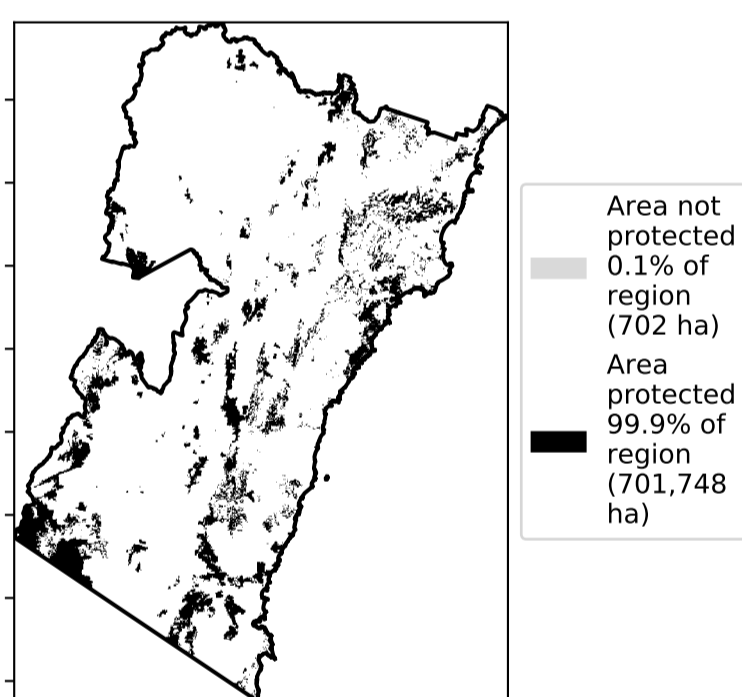 Area not
protected
0.1% of
region
(702 ha)
Area
protected
99.9% of
region
(701,748
ha)